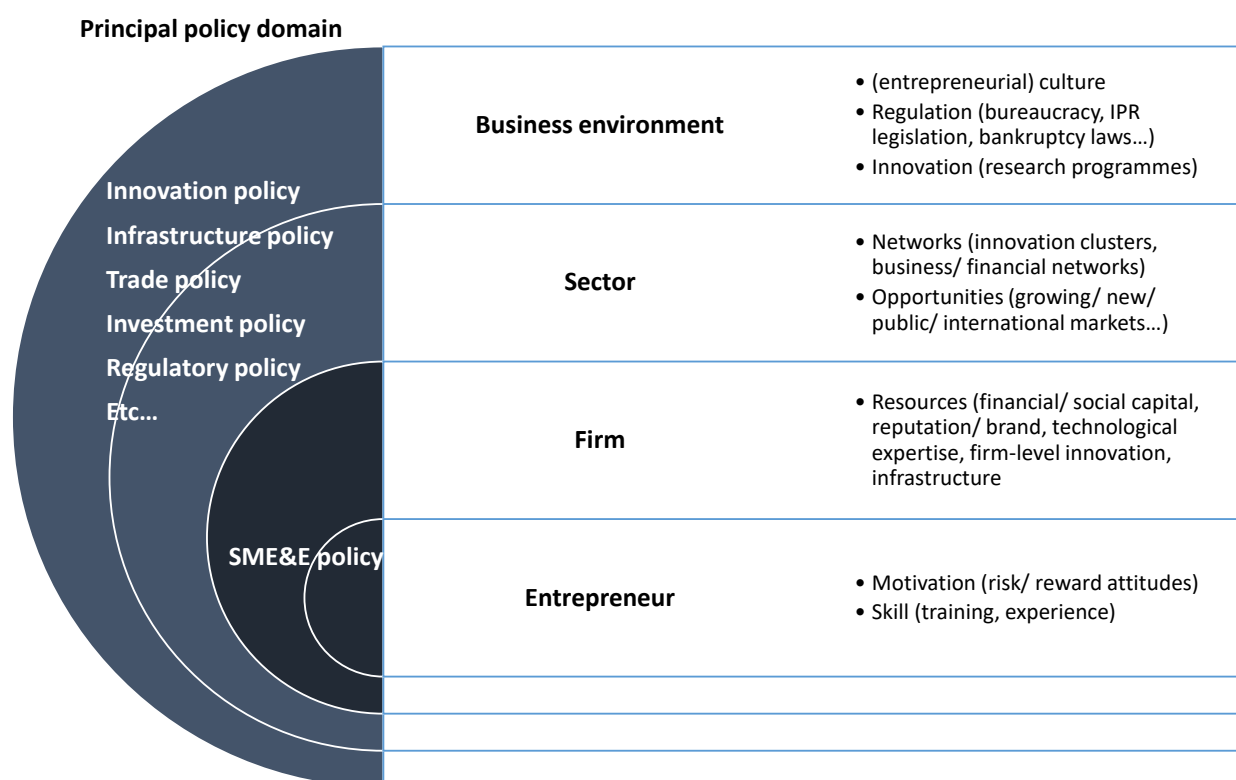 Principal policy domain
Innovation policy
Infrastructure policy
Trade policy
Investment policy
Regulatory policy
Etc...
SME&E policy
Business environment
• (entrepreneurial) culture
• Regulation (bureaucracy, IPR
legislation, bankruptcy laws…)
• Innovation (research programmes)
Sector
• Networks (innovation clusters,
business/ financial networks)
• Opportunities (growing/ new/
public/ international markets…)
Firm
• Resources (financial/ social capital,
reputation/ brand, technological
expertise, firm-level innovation,
infrastructure
Entrepreneur
• Motivation (risk/ reward attitudes)
• Skill (training, experience)